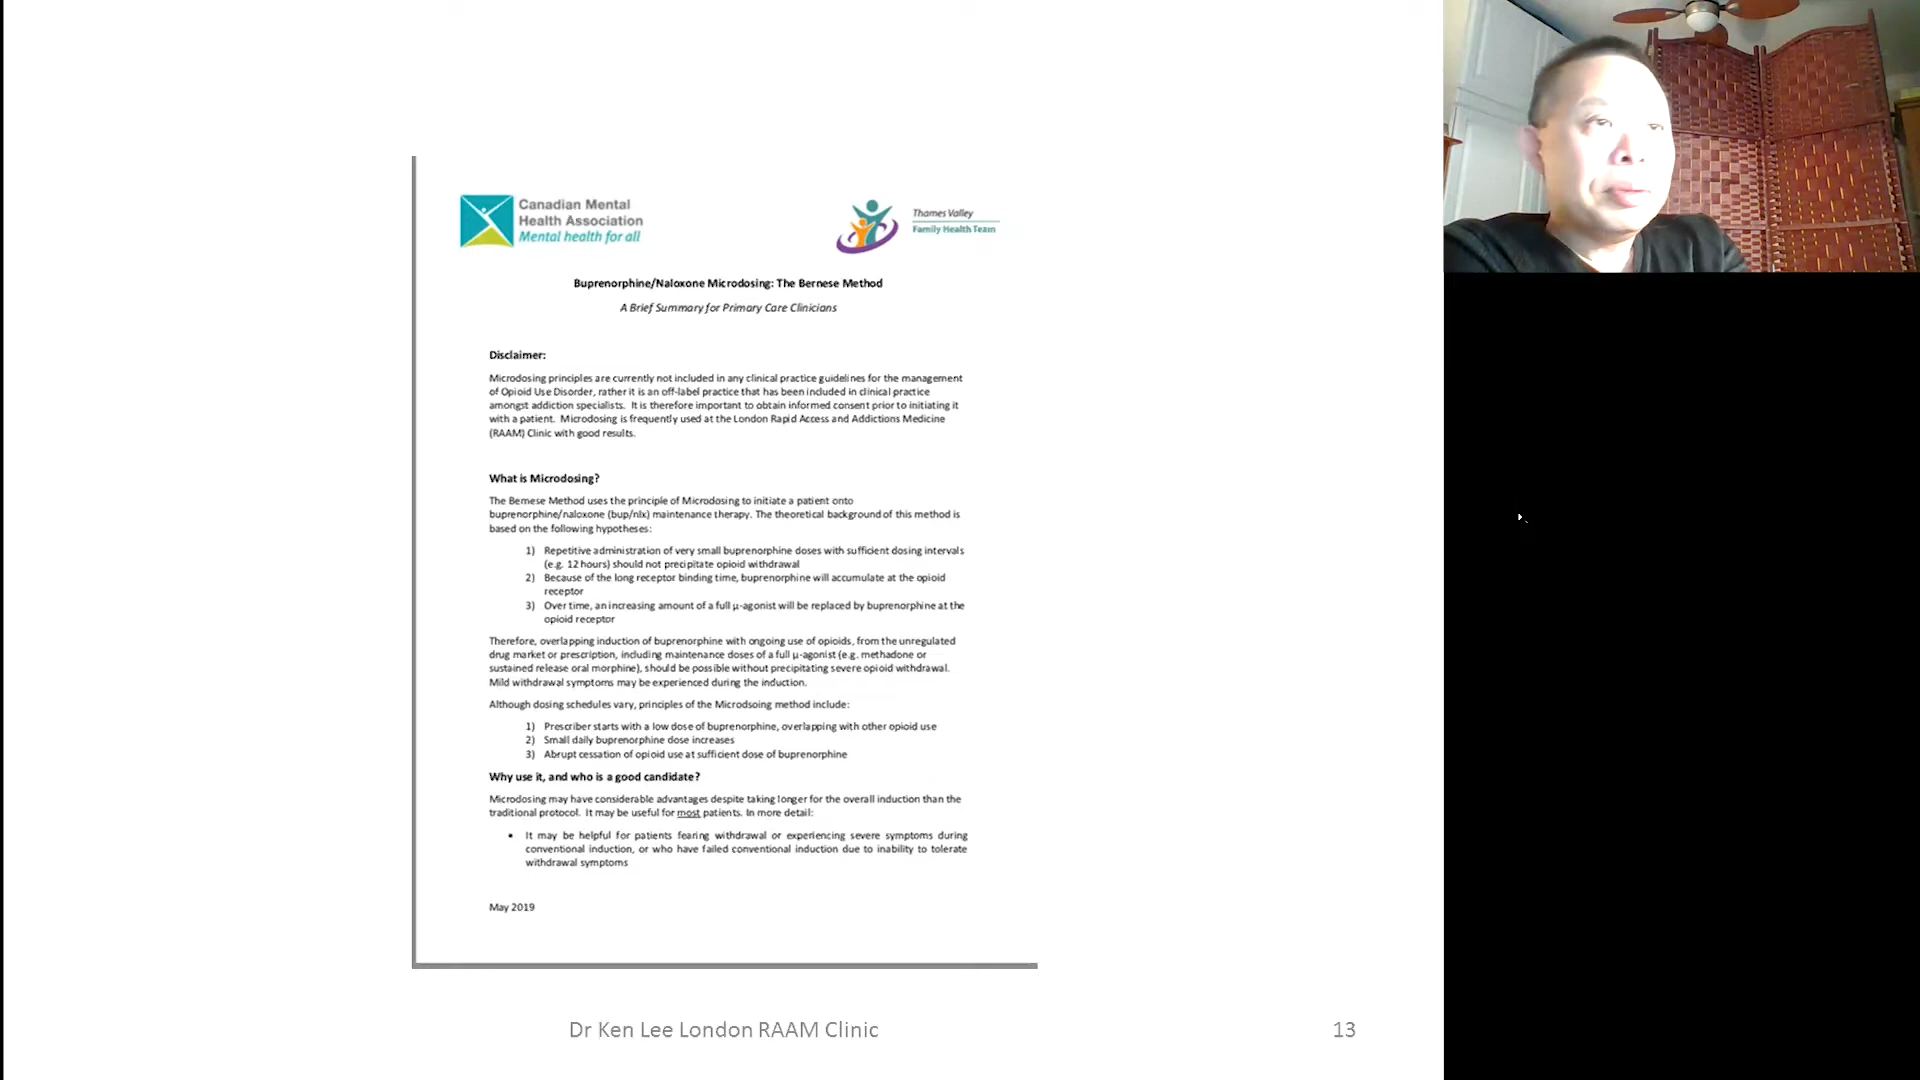 Canadian Mental
Health Association
Mental health for all
Thames Valley
Family Health Team
Buprenorphine/Naloxone Microdosing: The Bernese Method
A Brief Summary for Primary Care Clinicians
Disclaimer:
Microdosing principles are currently not included in any clinical practice guidelines for the management
of Opioid Use Disorder, rather it is an off-label practice that has been included in clinical practice
amongst addiction specialists. It is therefore important to obtain informed consent prior to initiating it
with a patient. Microdosing is frequently used at the London Rapid Access and Addictions Medicine
(RAAM) Clinic with good results.
What is Microdosing?
The Bernese Method uses the principle of Microdosing to initiate a patient onto
buprenorphine/naloxone (bup/nlx) maintenance therapy. The theoretical background of this method is
based on the following hypotheses:
1) Repetitive administration of very small buprenorphine doses with sufficient dosing intervals
(e.g. 12 hours) should not precipitate opioid withdrawal
2) Because of the long receptor binding time, buprenorphine will accumulate at the opioid
receptor
3) Over time, an increasing amount of a full µ-agonist will be replaced by buprenorphine at the
opioid receptor
Therefore, overlapping induction of buprenorphine with ongoing use of opioids, from the unregulated
drug market or prescription, including maintenance doses of a full µ-agonist (e.g. methadone or
sustained release oral morphine), should be possible without precipitating severe opioid withdrawal.
Mild withdrawal symptoms may be experienced during the induction.
Although dosing schedules vary, principles of the Microdsoing method include:
1) Prescriber starts with a low dose of buprenorphine, overlapping with other opioid use
2) Small daily buprenorphine dose increases
3) Abrupt cessation of opioid use at sufficient dose of buprenorphine
Why use it, and who is a good candidate?
Microdosing may have considerable advantages despite taking longer for the overall induction than the
traditional protocol. It may be useful for most patients. In more detail:
• It may be helpful for patients fearing withdrawal or experiencing severe symptoms during
conventional induction, or who have failed conventional induction due to inability to tolerate
withdrawal symptoms
May 2019
Dr Ken Lee London RAAM Clinic
13